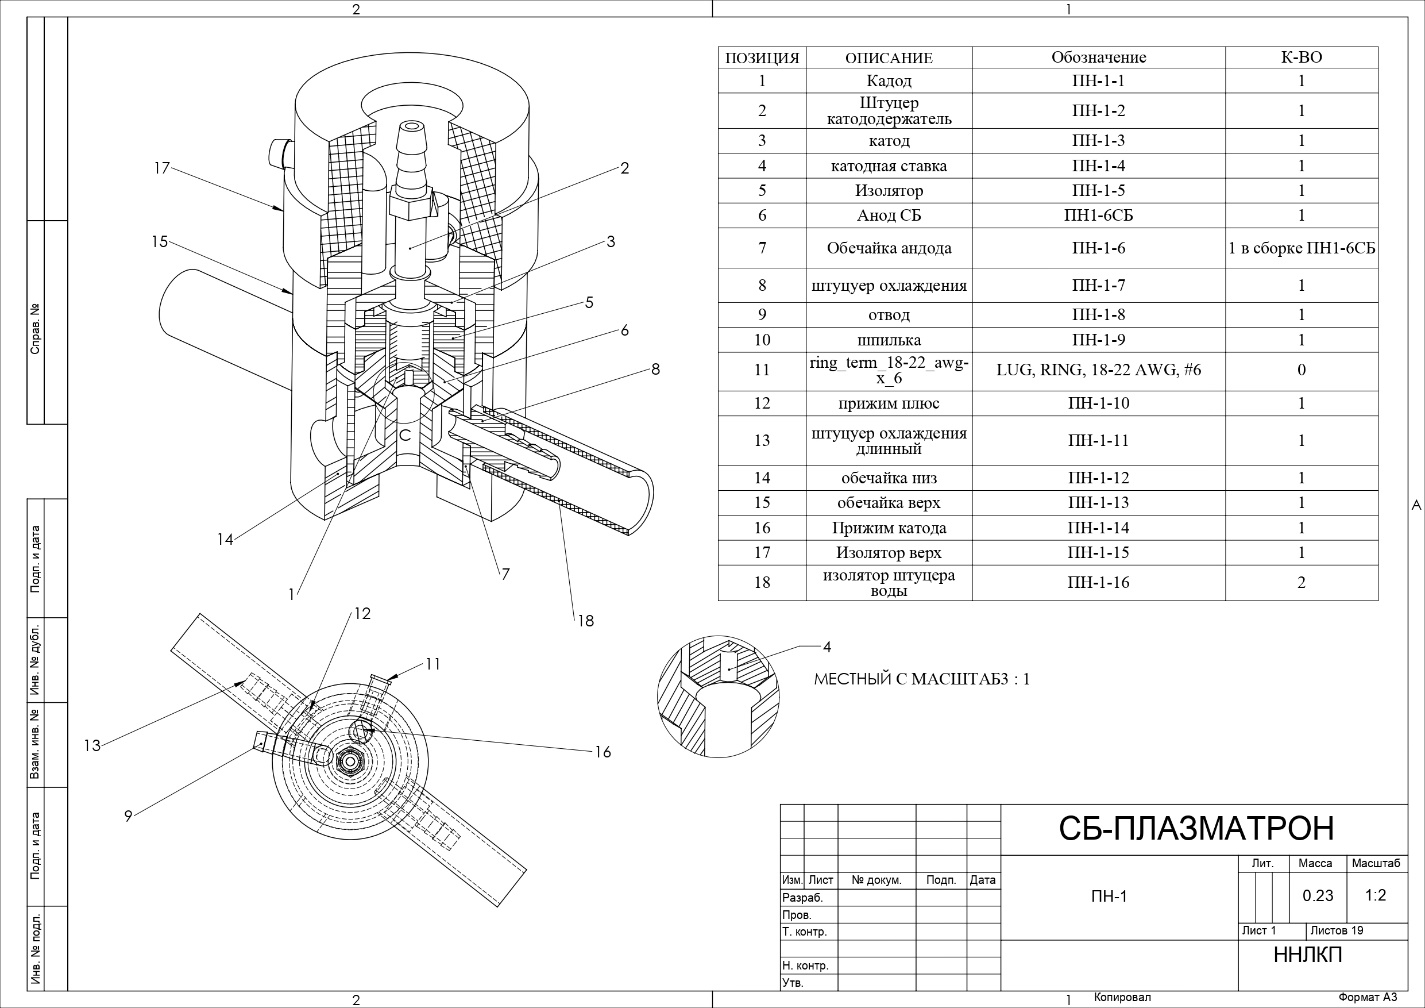 2
1
17
15
2
3
5
6
8
C
14
1
7
18
ПОЗИЦИЯ ОПИСАНИЕ Обозначение К-ВО
1 Кадод ПН-1-1 1
2 Штуцер катододержатель ПН-1-2 1
3 катод ПН-1-3 1
4 катодная ставка ПН-1-4 1
5 Изолятор ПН-1-5 1
6 Анод СБ ПН1-6СБ 1
7 Обечайка андода ПН-1-6 1 в сборке ПН1-6СБ
8 штуцуер охлаждения ПН-1-7 1
9 отвод ПН-1-8 1
10 шпилька ПН-1-9 1
11 ring_term_18-22_awg-x_6 LUG, RING, 18-22 AWG, #6 0
12 прижим плюс ПН-1-10 1
13 штуцуер охлаждения длинный ПН-1-11 1
14 обечайка низ ПН-1-12 1
15 обечайка верх ПН-1-13 1
16 Прижим катода ПН-1-14 1
17 Изолятор верх ПН-1-15 1
18 изолятор штуцера воды ПН-1-16 2
A
12
11
13
9
16
4
МЕСТНЫЙ С МАСШТАБ3 : 1
Справ. №
Подп. и дата
Инв. № дубл.
Взам. инв. №
Подп. и дата
Инв. № подл.
СБ-ПЛАЗМАТРОН
Изм. Лист № докум. Подп. Дата
Разраб.
Пров.
Т. контр.
Н. контр.
Утв.
ПН-1
Лит. Масса Масштаб
0.23 1:2
Лист 1 Листов 19
ННЛКП
2
1
Копировал
Формат А3